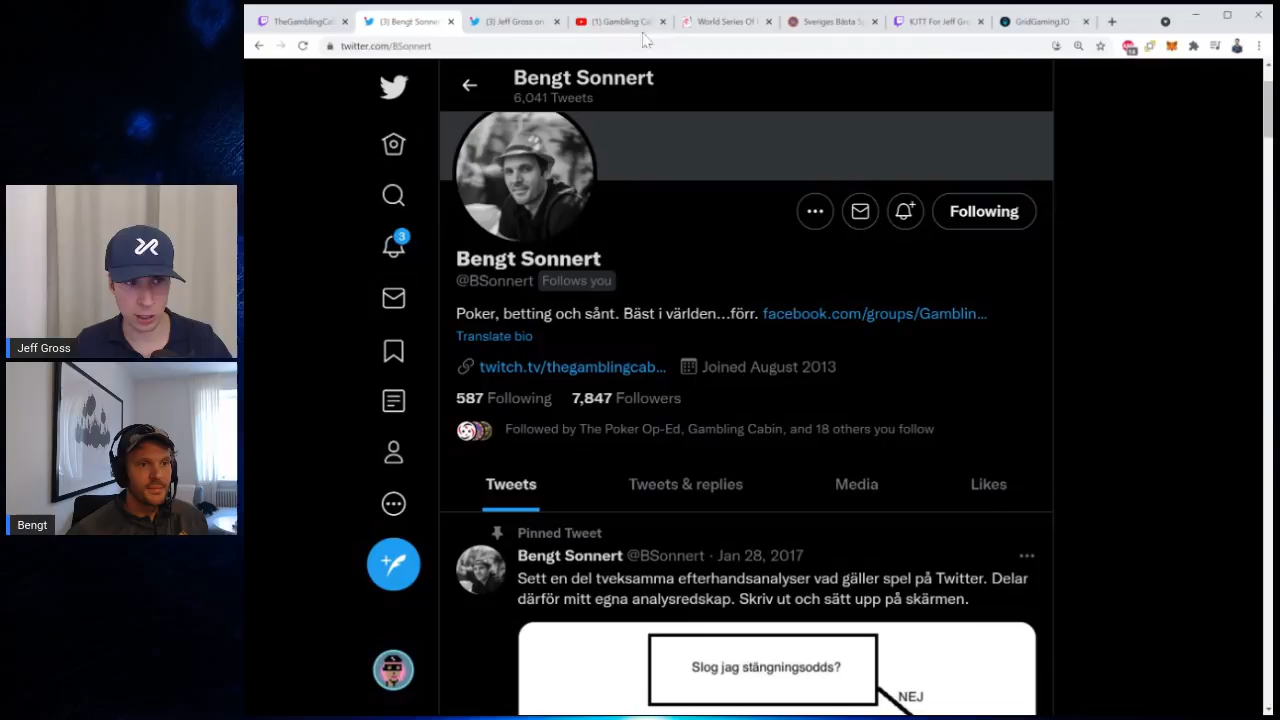 TheGamblingCa
(3) Bengt Sonner
(3) Jeff Gross on
(1) Gambling Ca
World Series Of
Sveriges Bästa S
KJTT For Jeff Gr
GridGaming.IO
twitter.com/BSonnert
Bengt Sonnert
6,041 Tweets
Following
Bengt Sonnert
@BSonnert Follows you
Poker, betting och sånt. Bäst i världen...förr. facebook.com/groups/Gamblin...
Translate bio
twitch.tv/thegamblingcab... Joined August 2013
587 Following 7,847 Followers
Followed by The Poker Op-Ed, Gambling Cabin, and 18 others you follow
Tweets Tweets & replies Media Likes
Pinned Tweet
Bengt Sonnert @BSonnert · Jan 28, 2017
Sett en del tveksamma efterhandsanalyser vad gäller spel på Twitter. Delar
därför mitt egna analysredskap. Skriv ut och sätt upp på skärmen.
Slog jag stängningsodds?
NEJ
3
Jeff Gross
Bengt